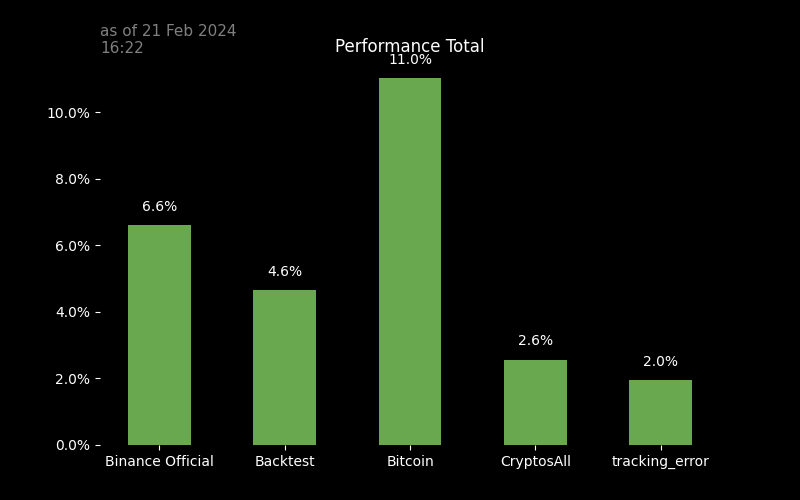 as of 21 Feb 2024
16:22
Performance Total
11.0%
10.0%
8.0%
6.6%
6.0%
4.6%
4.0%
2.6%
2.0%
2.0%
0.0%
Binance Official
Backtest
Bitcoin
CryptosAll
tracking_error